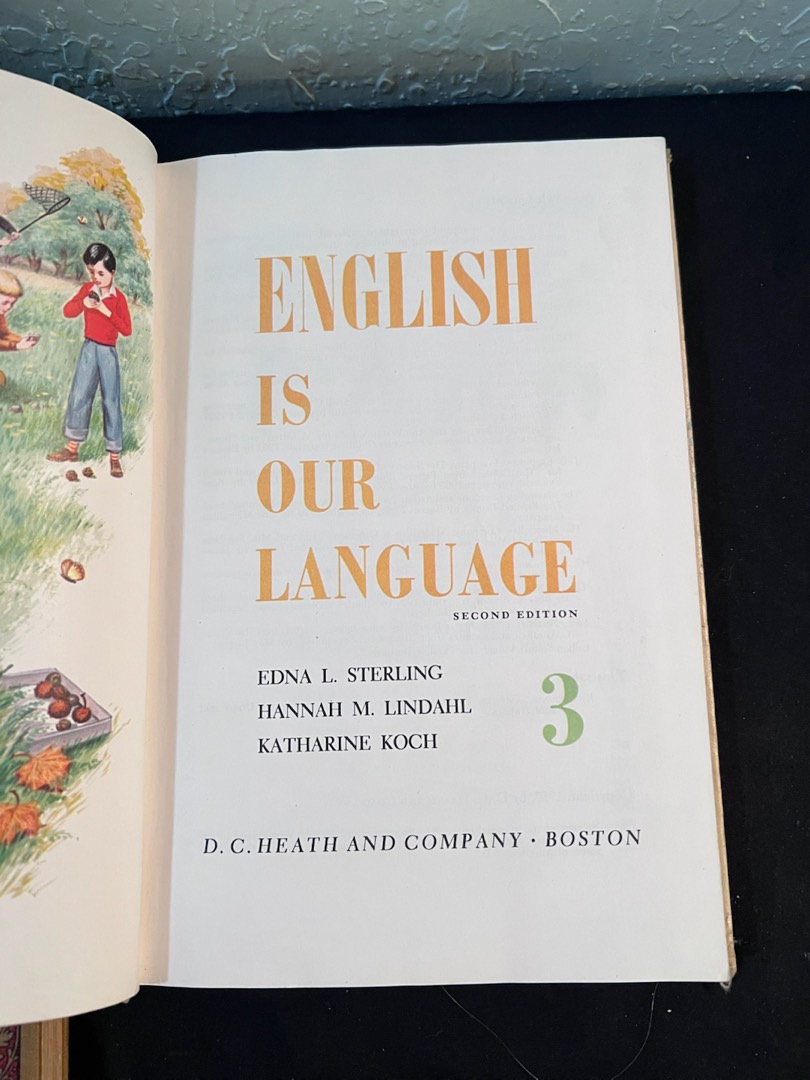 ENGLISH
IS
OUR
LANGUAGE
SECOND EDITION
EDNA L. STERLING
HANNAH M. LINDAHL
KATHARINE KOCH
3
D. C. HEATH AND COMPANY · BOSTON